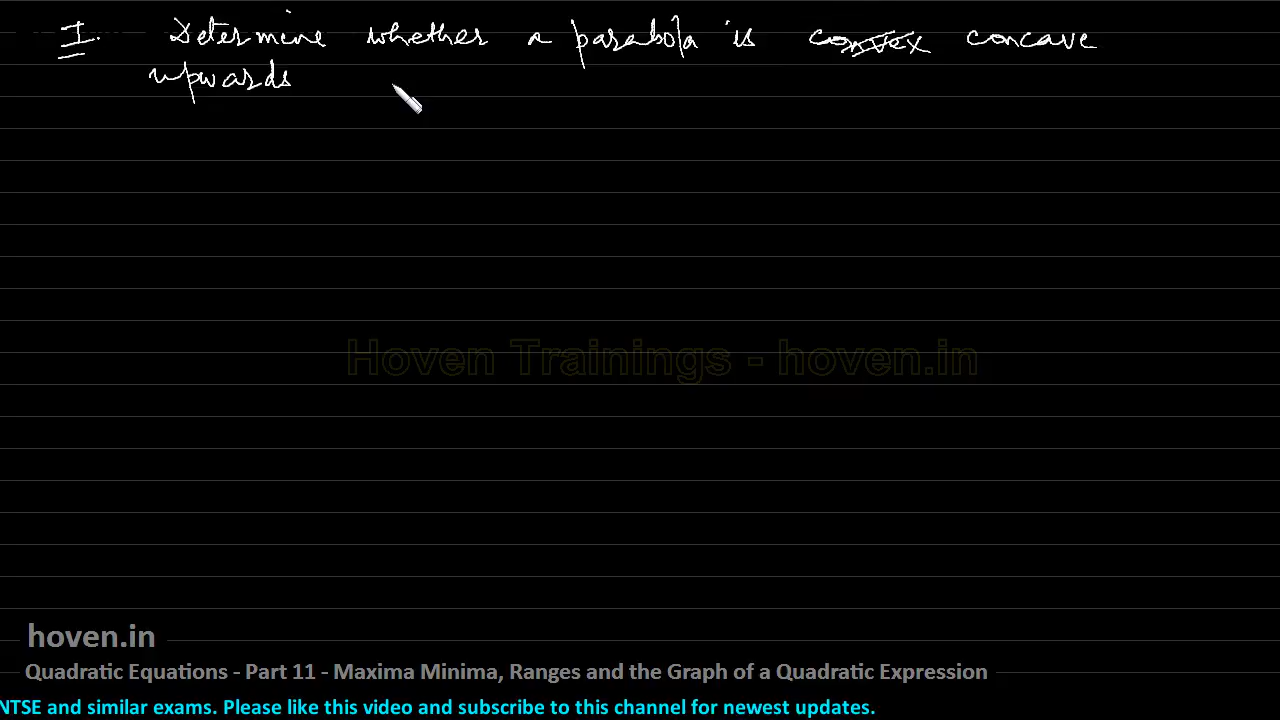 I. Determine whether a parabola is convex concave
upwards
Hoven Trainings - hoven.in
hoven.in
Quadratic Equations - Part 11 - Maxima Minima, Ranges and the Graph of a Quadratic Expression
NTSE and similar exams. Please like this video and subscribe to this channel for newest updates.